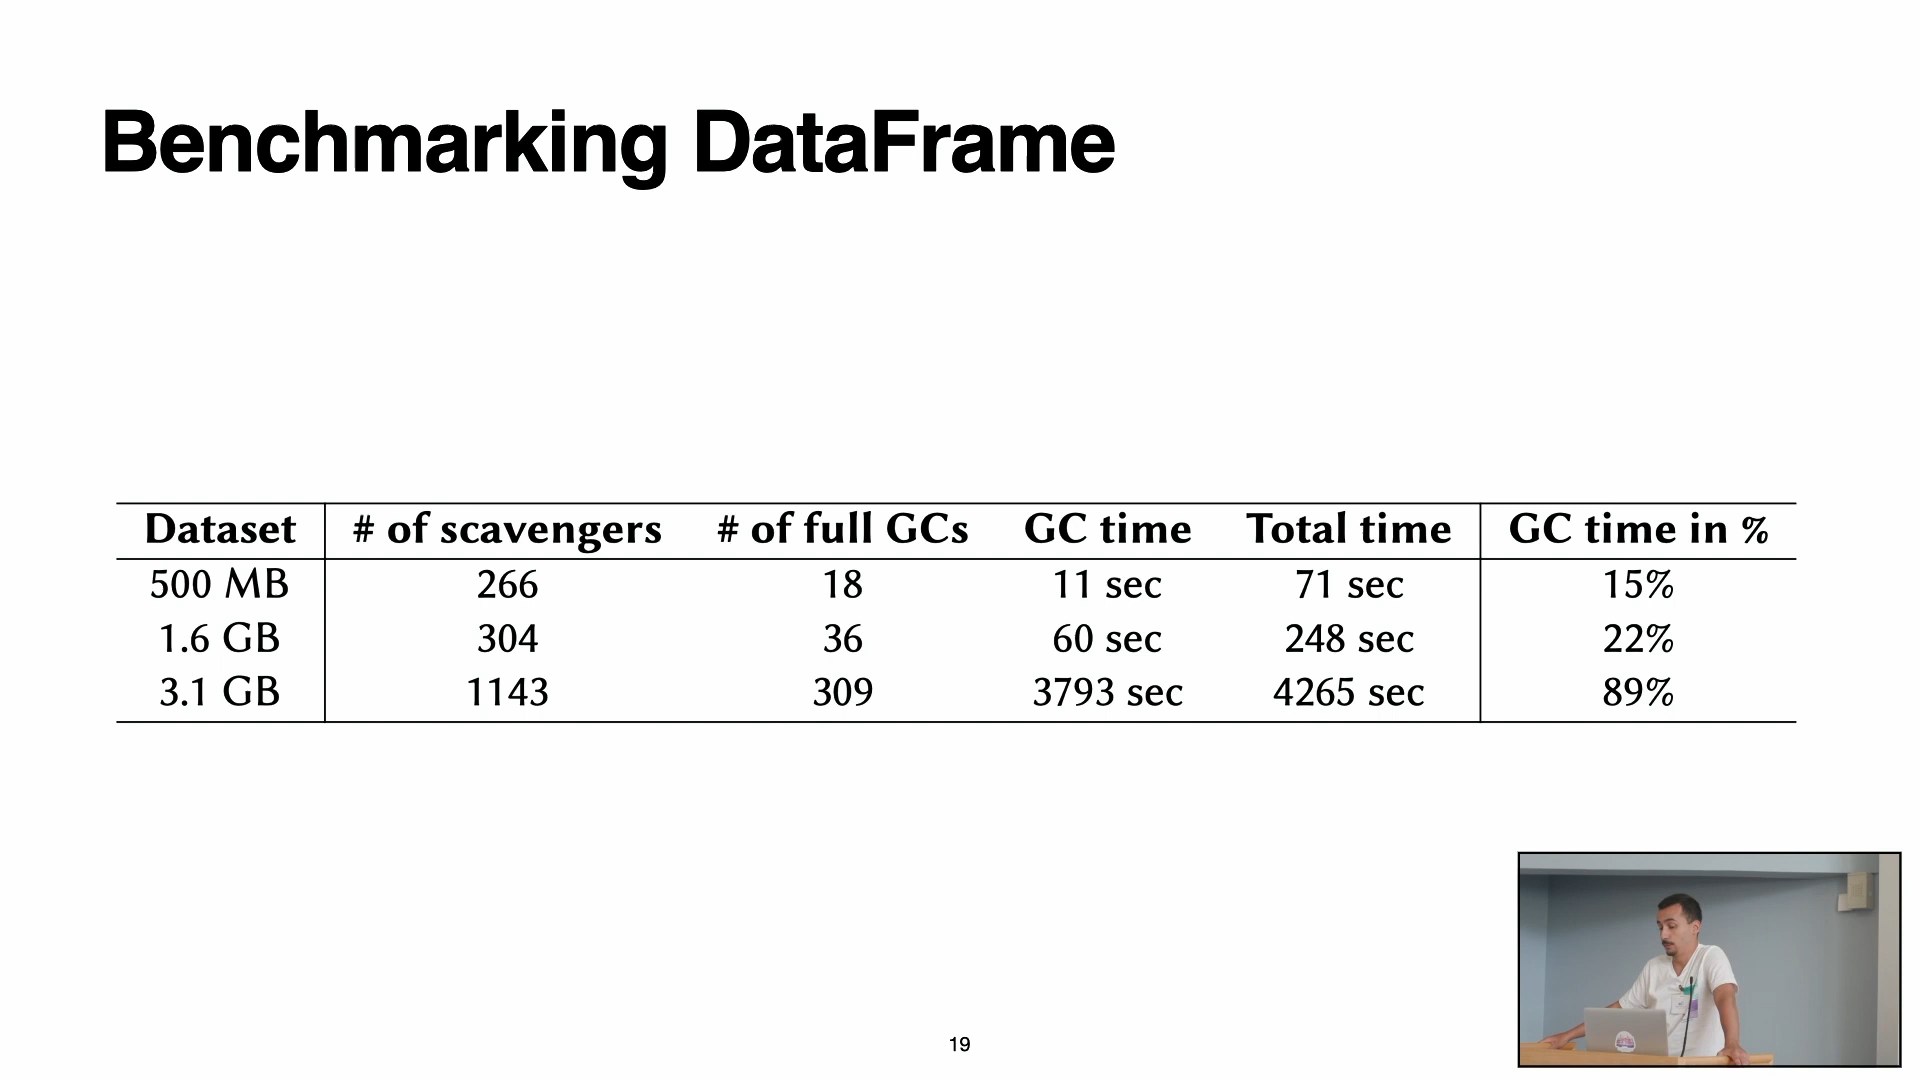 Benchmarking DataFrame
Dataset # of scavengers # of full GCs GC time Total time GC time in %
500 MB 266 18 11 sec 71 sec 15%
1.6 GB 304 36 60 sec 248 sec 22%
3.1 GB 1143 309 3793 sec 4265 sec 89%
19